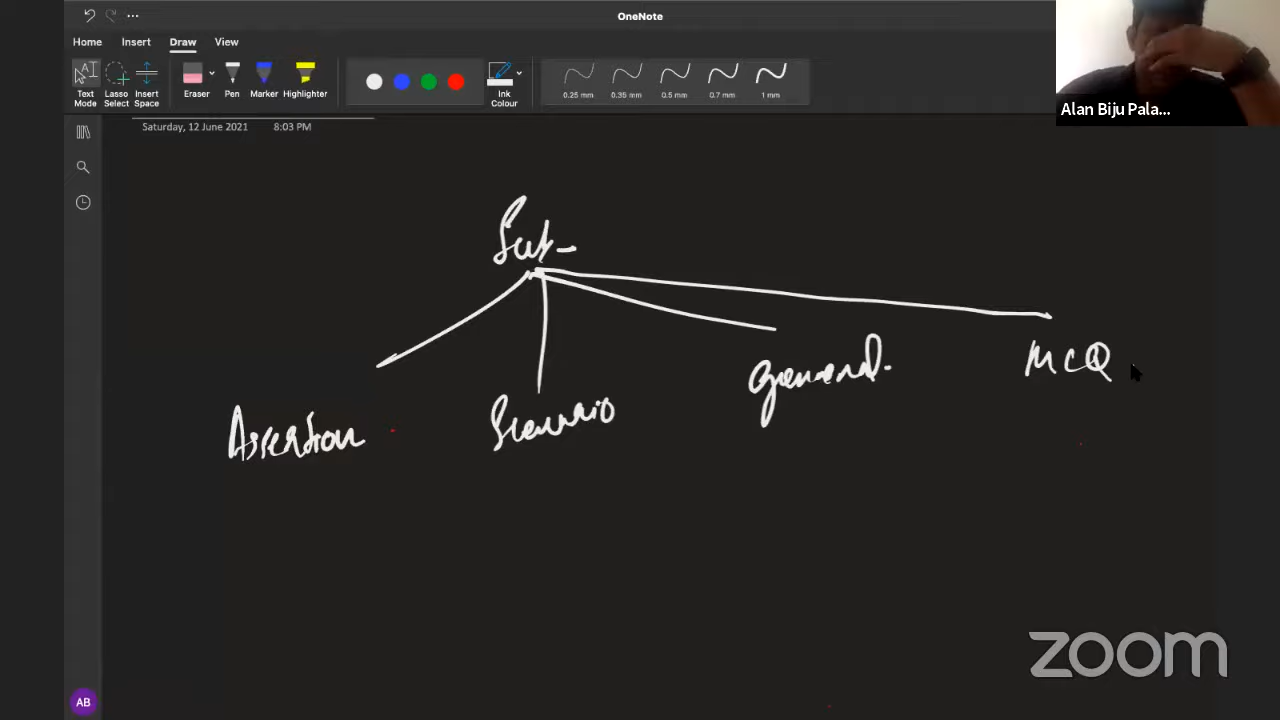 OneNote
Home Insert Draw View
Text Mode
Lasso Select
Insert Space
Eraser
Pen
Marker
Highlighter
Ink Colour
0.25 mm 0.35 mm 0.5 mm 0.7 mm 1 mm
Alan Biju Pala...
Saturday, 12 June 2021 8:03 PM
General.
MCQ
Assertion
Scenario
zoom
AB